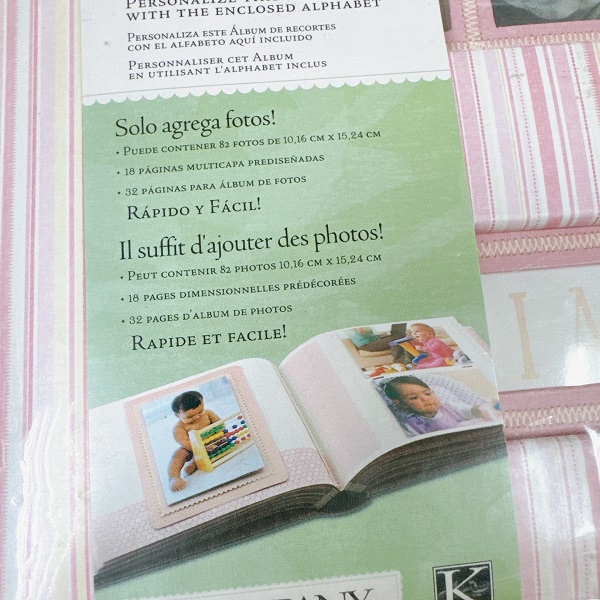 PERSONALIZE
WITH THE ENCLOSED ALPHABET
PERSONALIZA ESTE ÁLBUM DE RECORTES
CON EL ALFABETO AQUÍ INCLUIDO
PERSONNALISER CET ALBUM
EN UTILISANT L'ALPHABET INCLUS
Solo agrega fotos!
• PUEDE CONTENER 82 FOTOS DE 10,16 CM X 15,24 CM
• 18 PÁGINAS MULTICAPA PREDISEÑADAS
• 32 PÁGINAS PARA ÁLBUM DE FOTOS
RÁPIDO Y FÁCIL!
Il suffit d'ajouter des photos!
• PEUT CONTENIR 82 PHOTOS 10,16 CM X 15,24 CM
• 18 PAGES DIMENSIONNELLES PRÉDÉCORÉES
• 32 PAGES D'ALBUM DE PHOTOS
RAPIDE ET FACILE!
K